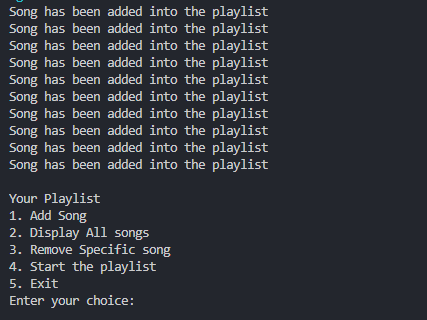 Song has been added into the playlist
Song has been added into the playlist
Song has been added into the playlist
Song has been added into the playlist
Song has been added into the playlist
Song has been added into the playlist
Song has been added into the playlist
Song has been added into the playlist
Song has been added into the playlist
Song has been added into the playlist
Your Playlist
1. Add Song
2. Display All songs
3. Remove Specific song
4. Start the playlist
5. Exit
Enter your choice: